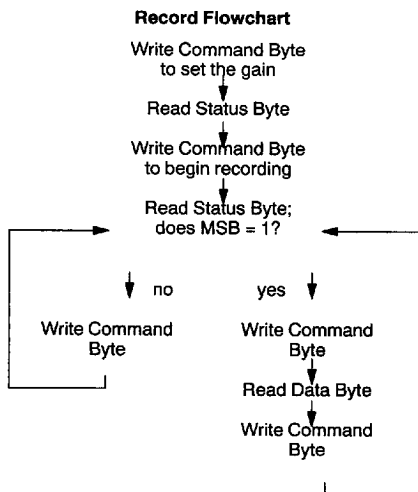 Record Flowchart
Write Command Byte
to set the gain
Read Status Byte
Write Command Byte
to begin recording
Read Status Byte;
does MSB = 1?
no
yes
Write Command
Byte
Write Command
Byte
Read Data Byte
Write Command
Byte